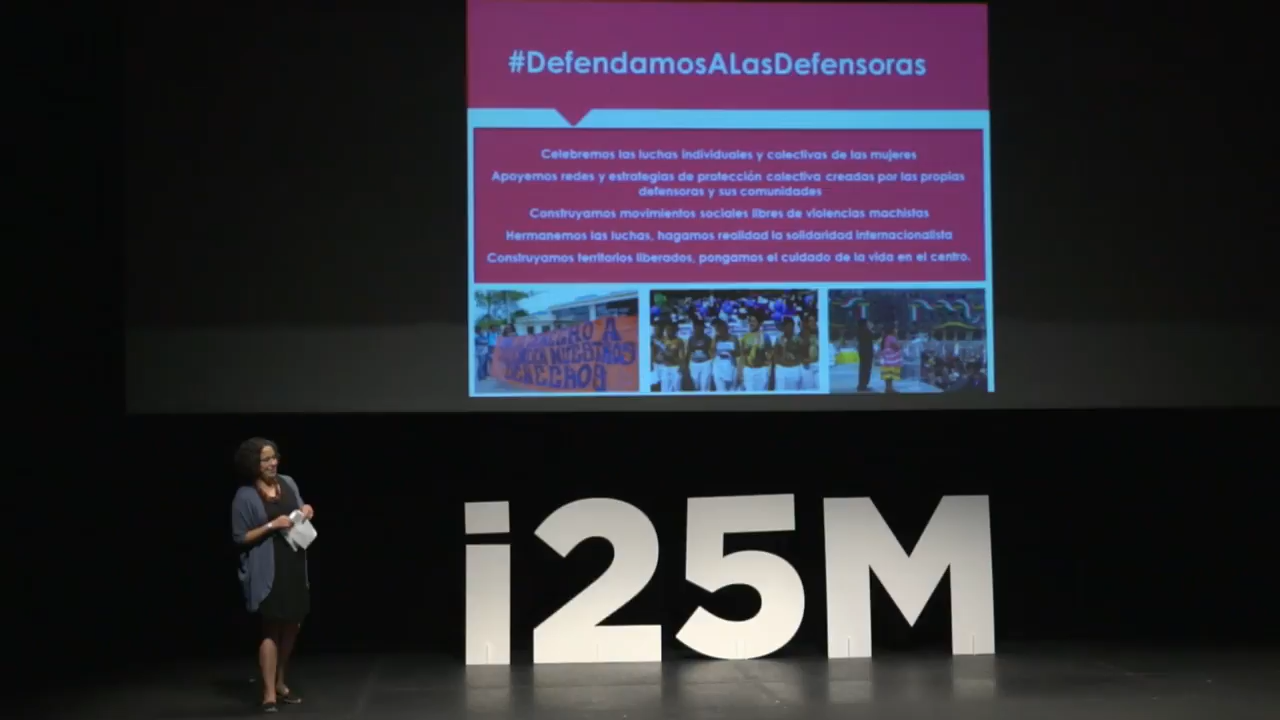 #DefendamosALasDefensoras
Celebremos las luchas individuales y colectivas de las mujeres
Apoyemos redes y estrategias de protección colectiva creadas por las propias
defensoras y sus comunidades
Construyamos movimientos sociales libres de violencias machistas
Hermanemos las luchas, hagamos realidad la solidaridad internacionalista
Construyamos territorios liberados, pongamos el cuidado de la vida en el centro.
A
NUESTROS
DERECHOS
i25M